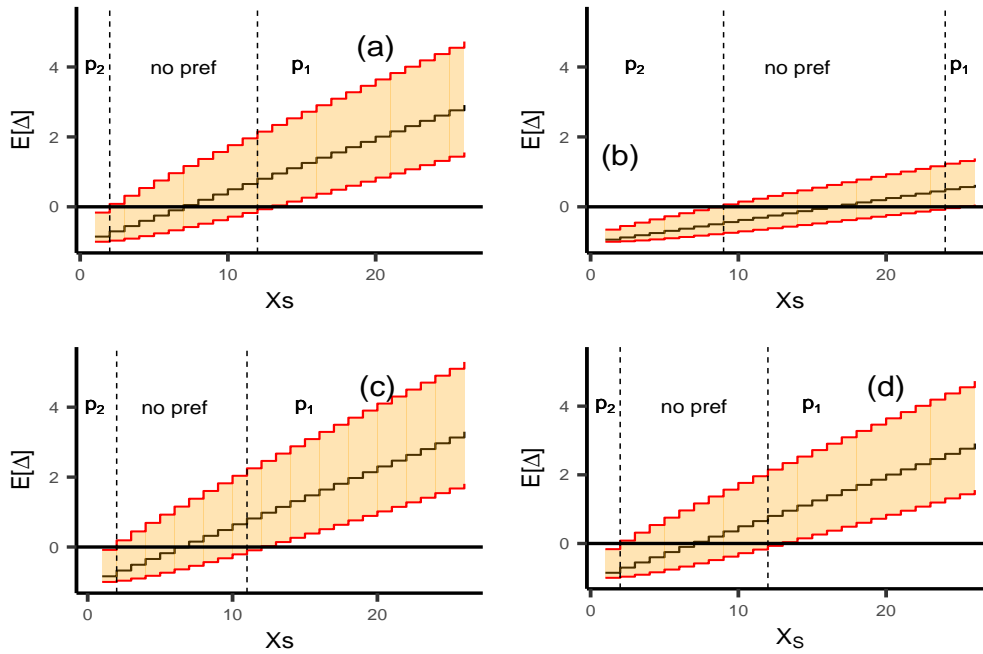 (a)
p₂ no pref p₁
E[Δ]
4
2
0
0 10 20
Xs
p₂ no pref p₁
(b)
E[Δ]
4
2
0
0 10 20
Xs
(c)
p₂ no pref p₁
E[Δ]
4
2
0
0 10 20
Xs
(d)
p₂ no pref p₁
E[Δ]
4
2
0
0 10 20
X_S